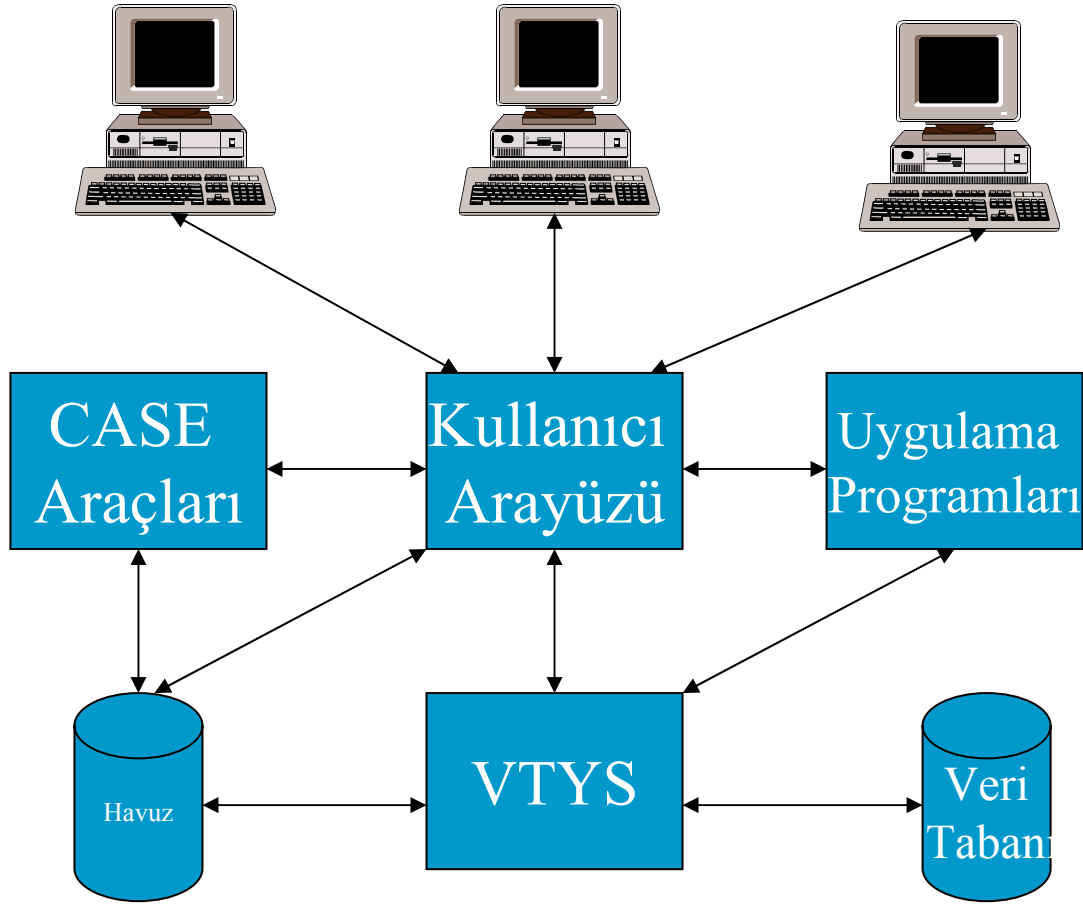 CASE
Araçları
Kullanıcı
Arayüzü
Uygulama
Programları
Havuz
VTYS
Veri
Tabanı